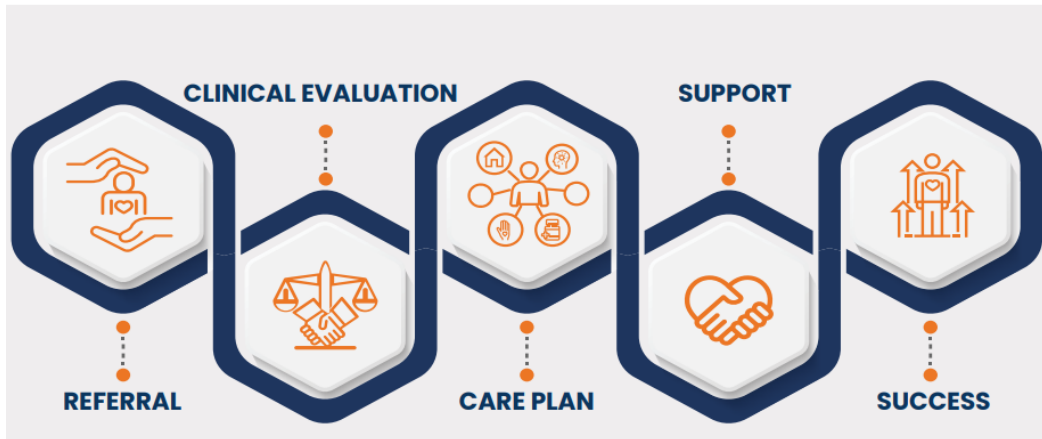 CLINICAL EVALUATION
SUPPORT
REFERRAL
CARE PLAN
SUCCESS